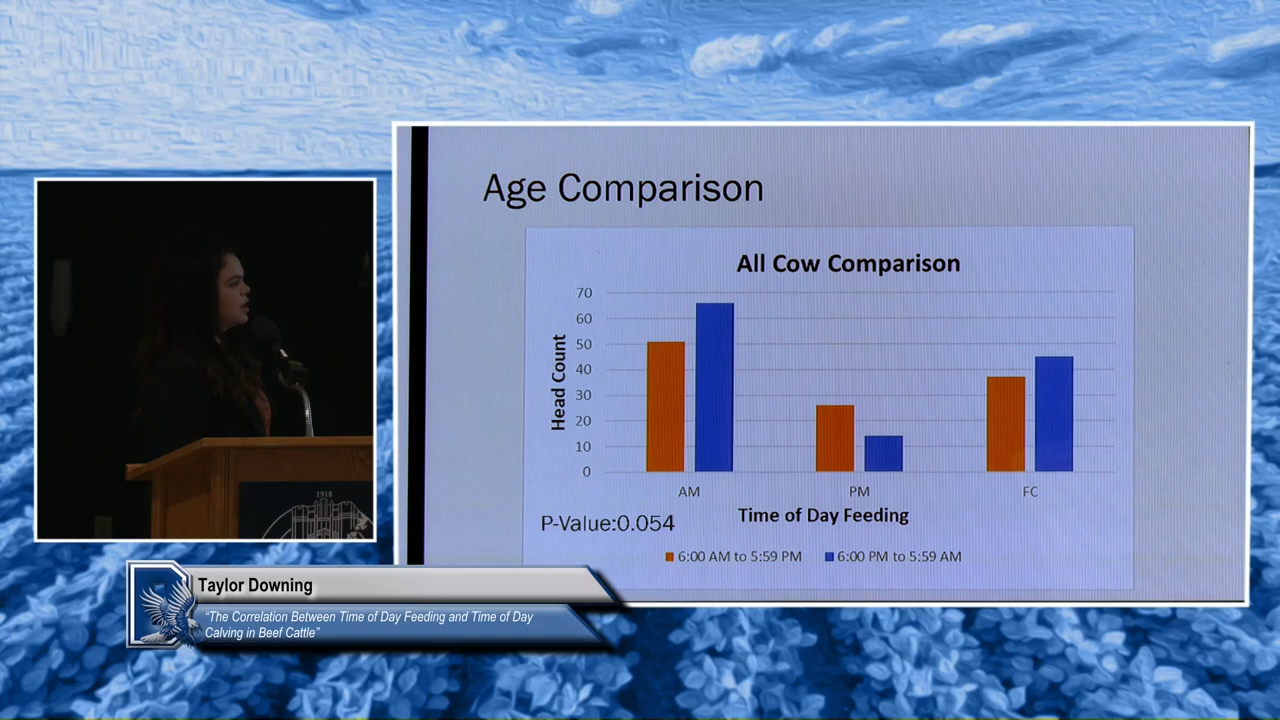 Age Comparison
All Cow Comparison
70
60
50
40
30
20
10
0
Head Count
AM
PM
FC
Time of Day Feeding
P-Value:0.054
6:00 AM to 5:59 PM
6:00 PM to 5:59 AM
1918
Taylor Downing
“The Correlation Between Time of Day Feeding and Time of Day
Calving in Beef Cattle”